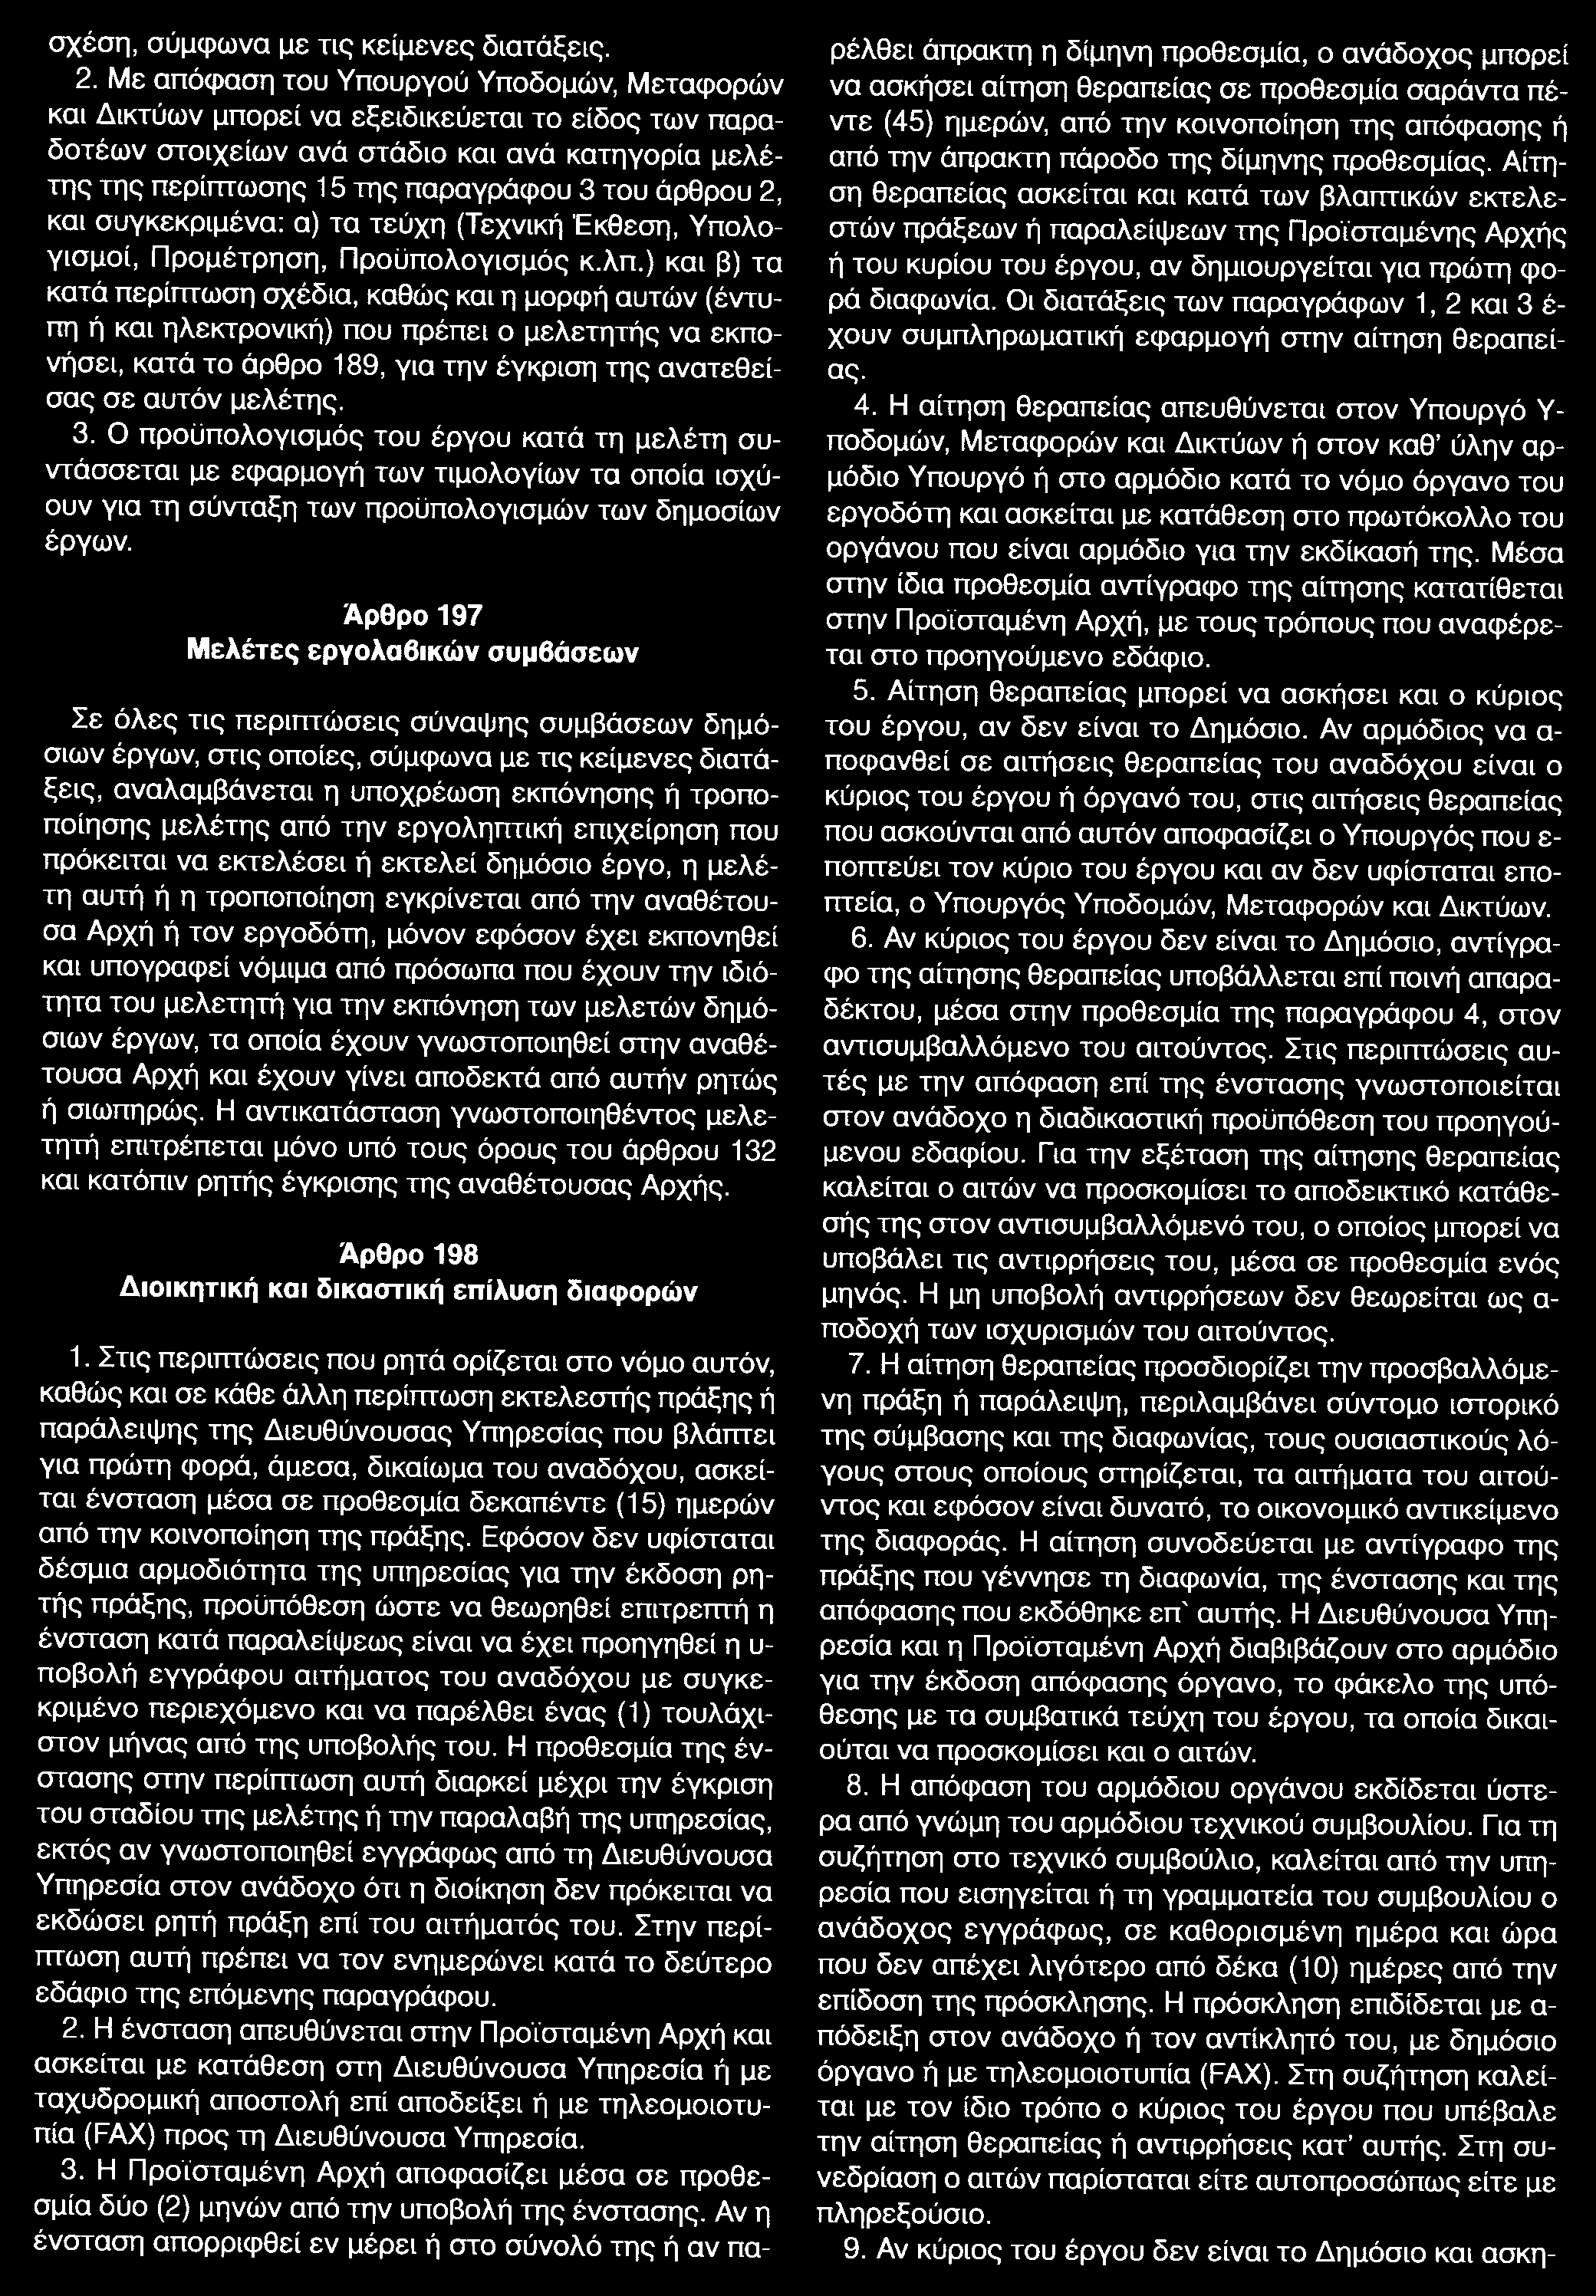 σχέση, σύμφωνα με τις κείμενες διατάξεις.
2. Με απόφαση του Υπουργού Υποδομών, Μεταφορών
και Δικτύων μπορεί να εξειδικεύεται το είδος των παρα-
δοτέων στοιχείων ανά στάδιο και ανά κατηγορία μελέ-
της της περίπτωσης 15 της παραγράφου 3 του άρθρου 2,
και συγκεκριμένα: α) τα τεύχη (Τεχνική Έκθεση, Υπολο-
γισμοί, Προμέτρηση, Προϋπολογισμός κ.λπ.) και β) τα
κατά περίπτωση σχέδια, καθώς και η μορφή αυτών (έντυ-
πη ή και ηλεκτρονική) που πρέπει ο μελετητής να εκπο-
νήσει, κατά το άρθρο 189, για την έγκριση της ανατεθεί-
σας σε αυτόν μελέτης.
3. Ο προϋπολογισμός του έργου κατά τη μελέτη συ-
ντάσσεται με εφαρμογή των τιμολογίων τα οποία ισχύ-
ουν για τη σύνταξη των προϋπολογισμών των δημοσίων
έργων.
Άρθρο 197
Μελέτες εργολαβικών συμβάσεων
Σε όλες τις περιπτώσεις σύναψης συμβάσεων δημό-
σιων έργων, στις οποίες, σύμφωνα με τις κείμενες διατά-
ξεις, αναλαμβάνεται η υποχρέωση εκπόνησης ή τροπο-
ποίησης μελέτης από την εργοληπτική επιχείρηση που
πρόκειται να εκτελέσει ή εκτελεί δημόσιο έργο, η μελέ-
τη αυτή ή η τροποποίηση εγκρίνεται από την αναθέτου-
σα Αρχή ή τον εργοδότη, μόνον εφόσον έχει εκπονηθεί
και υπογραφεί νόμιμα από πρόσωπα που έχουν την ιδιό-
τητα του μελετητή για την εκπόνηση των μελετών δημό-
σιων έργων, τα οποία έχουν γνωστοποιηθεί στην αναθέ-
τουσα Αρχή και έχουν γίνει αποδεκτά από αυτήν ρητώς
ή σιωπηρώς. Η αντικατάσταση γνωστοποιηθέντος μελε-
τητή επιτρέπεται μόνο υπό τους όρους του άρθρου 132
και κατόπιν ρητής έγκρισης της αναθέτουσας Αρχής.
Άρθρο 198
Διοικητική και δικαστική επίλυση διαφορών
1. Στις περιπτώσεις που ρητά ορίζεται στο νόμο αυτόν,
καθώς και σε κάθε άλλη περίπτωση εκτελεστής πράξης ή
παράλειψης της Διευθύνουσας Υπηρεσίας που βλάπτει
για πρώτη φορά, άμεσα, δικαίωμα του αναδόχου, ασκεί-
ται ένσταση μέσα σε προθεσμία δεκαπέντε (15) ημερών
από την κοινοποίηση της πράξης. Εφόσον δεν υφίσταται
δέσμια αρμοδιότητα της υπηρεσίας για την έκδοση ρη-
τής πράξης, προϋπόθεση ώστε να θεωρηθεί επιτρεπτή η
ένσταση κατά παραλείψεως είναι να έχει προηγηθεί η υ-
ποβολή εγγράφου αιτήματος του αναδόχου με συγκε-
κριμένο περιεχόμενο και να παρέλθει ένας (1) τουλάχι-
στον μήνας από της υποβολής του. Η προθεσμία της έν-
στασης στην περίπτωση αυτή διαρκεί μέχρι την έγκριση
του σταδίου της μελέτης ή την παραλαβή της υπηρεσίας,
εκτός αν γνωστοποιηθεί εγγράφως από τη Διευθύνουσα
Υπηρεσία στον ανάδοχο ότι η διοίκηση δεν πρόκειται να
εκδώσει ρητή πράξη επί του αιτήματός του. Στην περί-
πτωση αυτή πρέπει να τον ενημερώνει κατά το δεύτερο
εδάφιο της επόμενης παραγράφου.
2. Η ένσταση απευθύνεται στην Προϊσταμένη Αρχή και
ασκείται με κατάθεση στη Διευθύνουσα Υπηρεσία ή με
ταχυδρομική αποστολή επί αποδείξει ή με τηλεομοιοτυ-
πία (FAX) προς τη Διευθύνουσα Υπηρεσία.
3. Η Προϊσταμένη Αρχή αποφασίζει μέσα σε προθε-
σμία δύο (2) μηνών από την υποβολή της ένστασης. Αν η
ένσταση απορριφθεί εν μέρει ή στο σύνολό της ή αν πα-
ρέλθει άπρακτη η δίμηνη προθεσμία, ο ανάδοχος μπορεί
να ασκήσει αίτηση θεραπείας σε προθεσμία σαράντα πέ-
ντε (45) ημερών, από την κοινοποίηση της απόφασης ή
από την άπρακτη πάροδο της δίμηνης προθεσμίας. Αίτη-
ση θεραπείας ασκείται και κατά των βλαπτικών εκτελε-
στών πράξεων ή παραλείψεων της Προϊσταμένης Αρχής
ή του κυρίου του έργου, αν δημιουργείται για πρώτη φο-
ρά διαφωνία. Οι διατάξεις των παραγράφων 1, 2 και 3 έ-
χουν συμπληρωματική εφαρμογή στην αίτηση θεραπεί-
ας.
4. Η αίτηση θεραπείας απευθύνεται στον Υπουργό Υ-
ποδομών, Μεταφορών και Δικτύων ή στον καθ’ ύλην αρ-
μόδιο Υπουργό ή στο αρμόδιο κατά το νόμο όργανο του
εργοδότη και ασκείται με κατάθεση στο πρωτόκολλο του
οργάνου που είναι αρμόδιο για την εκδίκασή της. Μέσα
στην ίδια προθεσμία αντίγραφο της αίτησης κατατίθεται
στην Προϊσταμένη Αρχή, με τους τρόπους που αναφέρε-
ται στο προηγούμενο εδάφιο.
5. Αίτηση θεραπείας μπορεί να ασκήσει και ο κύριος
του έργου, αν δεν είναι το Δημόσιο. Αν αρμόδιος να α-
ποφανθεί σε αιτήσεις θεραπείας του αναδόχου είναι ο
κύριος του έργου ή όργανό του, στις αιτήσεις θεραπείας
που ασκούνται από αυτόν αποφασίζει ο Υπουργός που ε-
ποπτεύει τον κύριο του έργου και αν δεν υφίσταται επο-
πτεία, ο Υπουργός Υποδομών, Μεταφορών και Δικτύων.
6. Αν κύριος του έργου δεν είναι το Δημόσιο, αντίγρα-
φο της αίτησης θεραπείας υποβάλλεται επί ποινή απαρα-
δέκτου, μέσα στην προθεσμία της παραγράφου 4, στον
αντισυμβαλλόμενο του αιτούντος. Στις περιπτώσεις αυ-
τές με την απόφαση επί της ένστασης γνωστοποιείται
στον ανάδοχο η διαδικαστική προϋπόθεση του προηγού-
μενου εδαφίου. Για την εξέταση της αίτησης θεραπείας
καλείται ο αιτών να προσκομίσει το αποδεικτικό κατάθε-
σής της στον αντισυμβαλλόμενό του, ο οποίος μπορεί να
υποβάλει τις αντιρρήσεις του, μέσα σε προθεσμία ενός
μηνός. Η μη υποβολή αντιρρήσεων δεν θεωρείται ως α-
ποδοχή των ισχυρισμών του αιτούντος.
7. Η αίτηση θεραπείας προσδιορίζει την προσβαλλόμε-
νη πράξη ή παράλειψη, περιλαμβάνει σύντομο ιστορικό
της σύμβασης και της διαφωνίας, τους ουσιαστικούς λό-
γους στους οποίους στηρίζεται, τα αιτήματα του αιτού-
ντος και εφόσον είναι δυνατό, το οικονομικό αντικείμενο
της διαφοράς. Η αίτηση συνοδεύεται με αντίγραφο της
πράξης που γέννησε τη διαφωνία, της ένστασης και της
απόφασης που εκδόθηκε επ' αυτής. Η Διευθύνουσα Υπη-
ρεσία και η Προϊσταμένη Αρχή διαβιβάζουν στο αρμόδιο
για την έκδοση απόφασης όργανο, το φάκελο της υπό-
θεσης με τα συμβατικά τεύχη του έργου, τα οποία δικαι-
ούται να προσκομίσει και ο αιτών.
8. Η απόφαση του αρμόδιου οργάνου εκδίδεται ύστε-
ρα από γνώμη του αρμόδιου τεχνικού συμβουλίου. Για τη
συζήτηση στο τεχνικό συμβούλιο, καλείται από την υπη-
ρεσία που εισηγείται ή τη γραμματεία του συμβουλίου ο
ανάδοχος εγγράφως, σε καθορισμένη ημέρα και ώρα
που δεν απέχει λιγότερο από δέκα (10) ημέρες από την
επίδοση της πρόσκλησης. Η πρόσκληση επιδίδεται με α-
πόδειξη στον ανάδοχο ή τον αντίκλητό του, με δημόσιο
όργανο ή με τηλεομοιοτυπία (FAX). Στη συζήτηση καλεί-
ται με τον ίδιο τρόπο ο κύριος του έργου που υπέβαλε
την αίτηση θεραπείας ή αντιρρήσεις κατ’ αυτής. Στη συ-
νεδρίαση ο αιτών παρίσταται είτε αυτοπροσώπως είτε με
πληρεξούσιο.
9. Αν κύριος του έργου δεν είναι το Δημόσιο και ασκη-